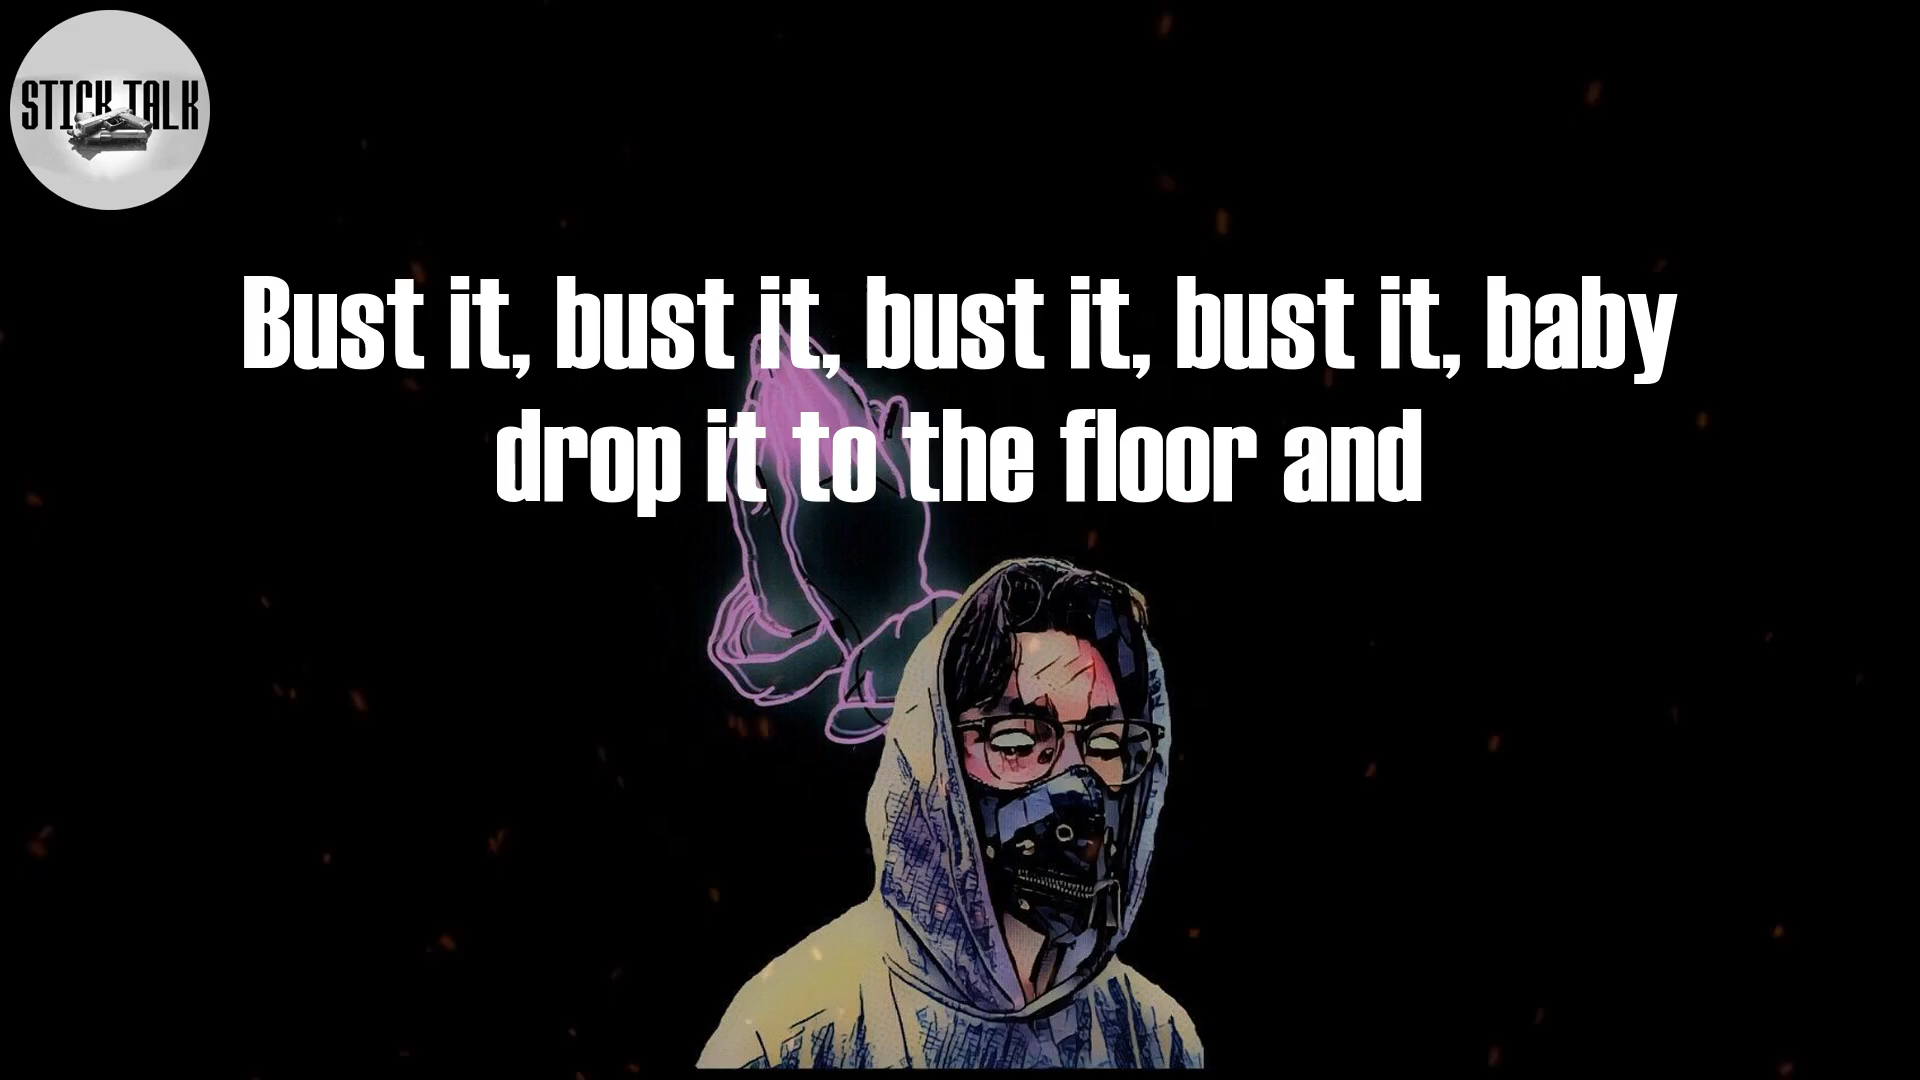 STICK TALK
Bust it, bust it, bust it, bust it, baby
drop it to the floor and